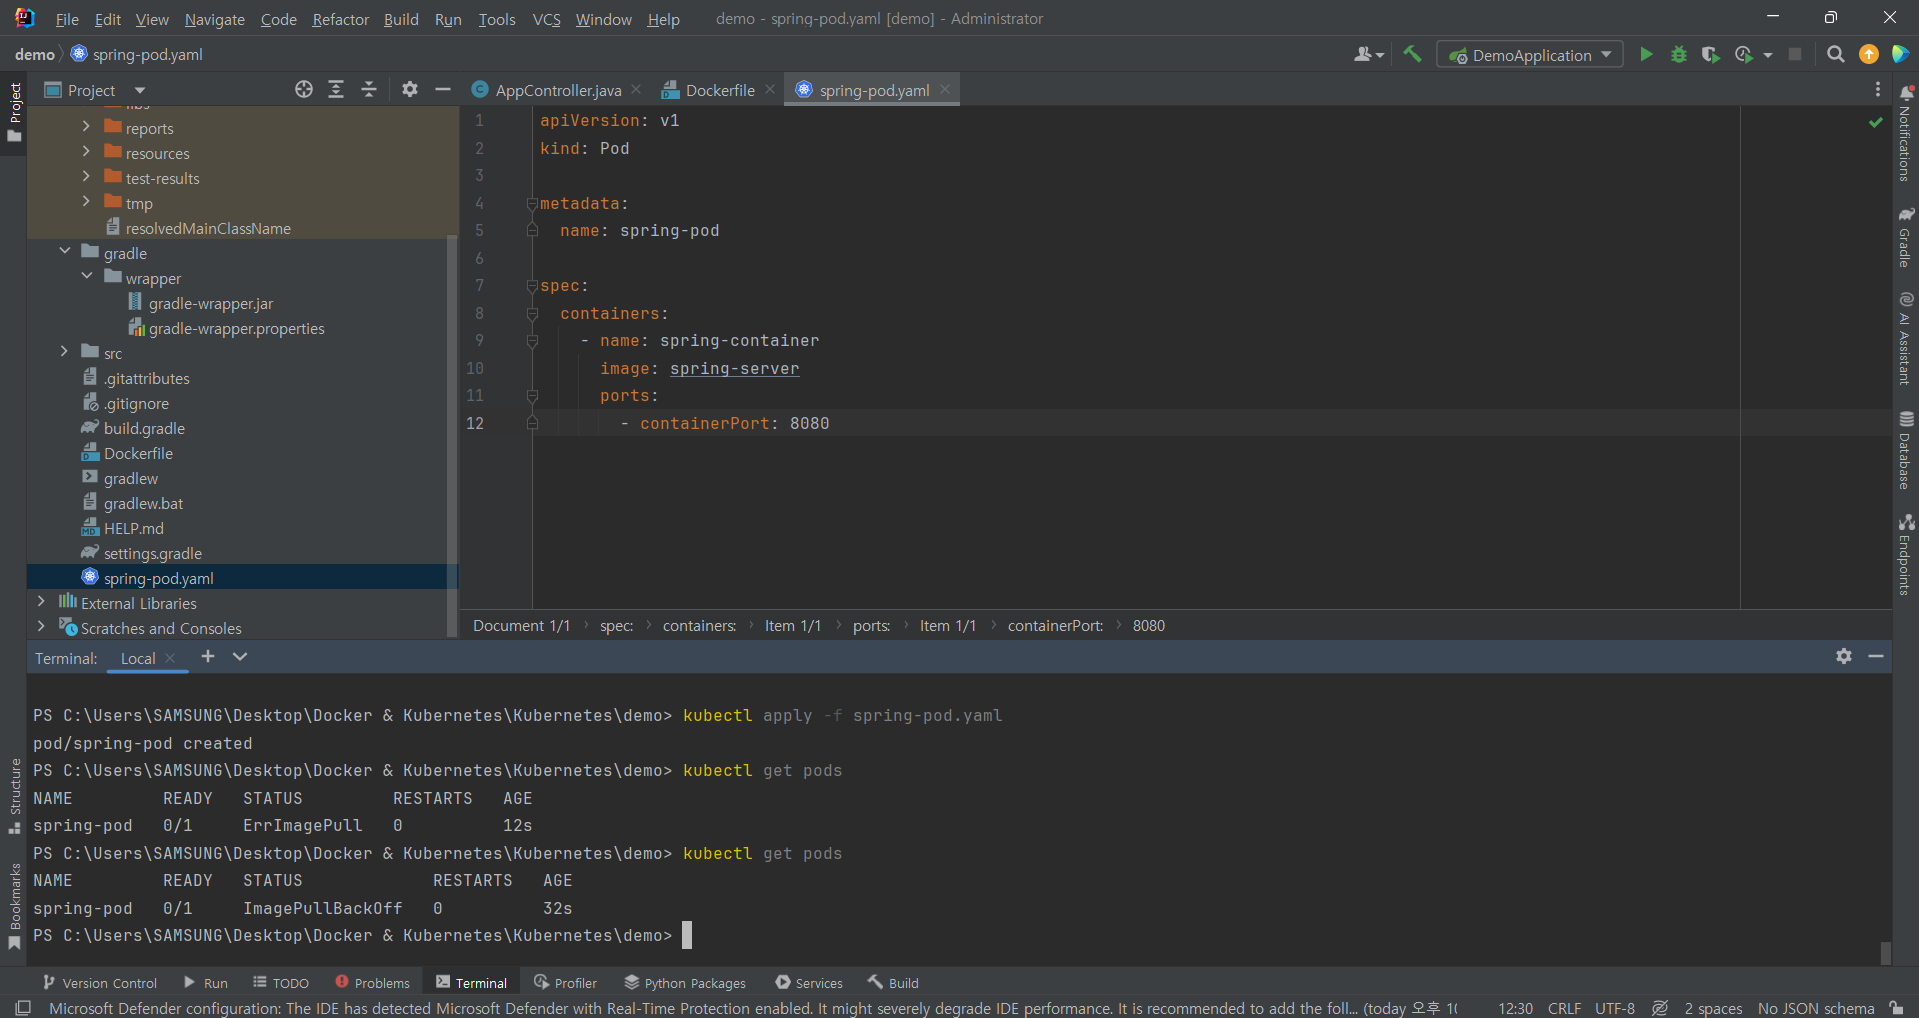 File Edit View Navigate Code Refactor Build Run Tools VCS Window Help demo - spring-pod.yaml [demo] - Administrator
demo spring-pod.yaml DemoApplication
Project
Project
AppController.java Dockerfile spring-pod.yaml
libs
reports
resources
test-results
tmp
resolvedMainClassName
gradle
wrapper
gradle-wrapper.jar
gradle-wrapper.properties
src
.gitattributes
.gitignore
build.gradle
Dockerfile
gradlew
gradlew.bat
HELP.md
settings.gradle
spring-pod.yaml
External Libraries
Scratches and Consoles
1 apiVersion: v1
2 kind: Pod
3
4 metadata:
5   name: spring-pod
6
7 spec:
8   containers:
9     - name: spring-container
10       image: spring-server
11       ports:
12         - containerPort: 8080
Document 1/1 spec: containers: Item 1/1 ports: Item 1/1 containerPort: 8080
Notifications
Gradle
AI Assistant
Database
Endpoints
Terminal: Local
PS C:\Users\SAMSUNG\Desktop\Docker & Kubernetes\Kubernetes\demo> kubectl apply -f spring-pod.yaml
pod/spring-pod created
PS C:\Users\SAMSUNG\Desktop\Docker & Kubernetes\Kubernetes\demo> kubectl get pods
NAME READY STATUS RESTARTS AGE
spring-pod 0/1 ErrImagePull 0 12s
PS C:\Users\SAMSUNG\Desktop\Docker & Kubernetes\Kubernetes\demo> kubectl get pods
NAME READY STATUS RESTARTS AGE
spring-pod 0/1 ImagePullBackOff 0 32s
PS C:\Users\SAMSUNG\Desktop\Docker & Kubernetes\Kubernetes\demo>
Structure
Bookmarks
Version Control Run TODO Problems Terminal Profiler Python Packages Services Build
Microsoft Defender configuration: The IDE has detected Microsoft Defender with Real-Time Protection enabled. It might severely degrade IDE performance. It is recommended to add the foll... (today 오후 10 12:30 CRLF UTF-8 2 spaces No JSON schema